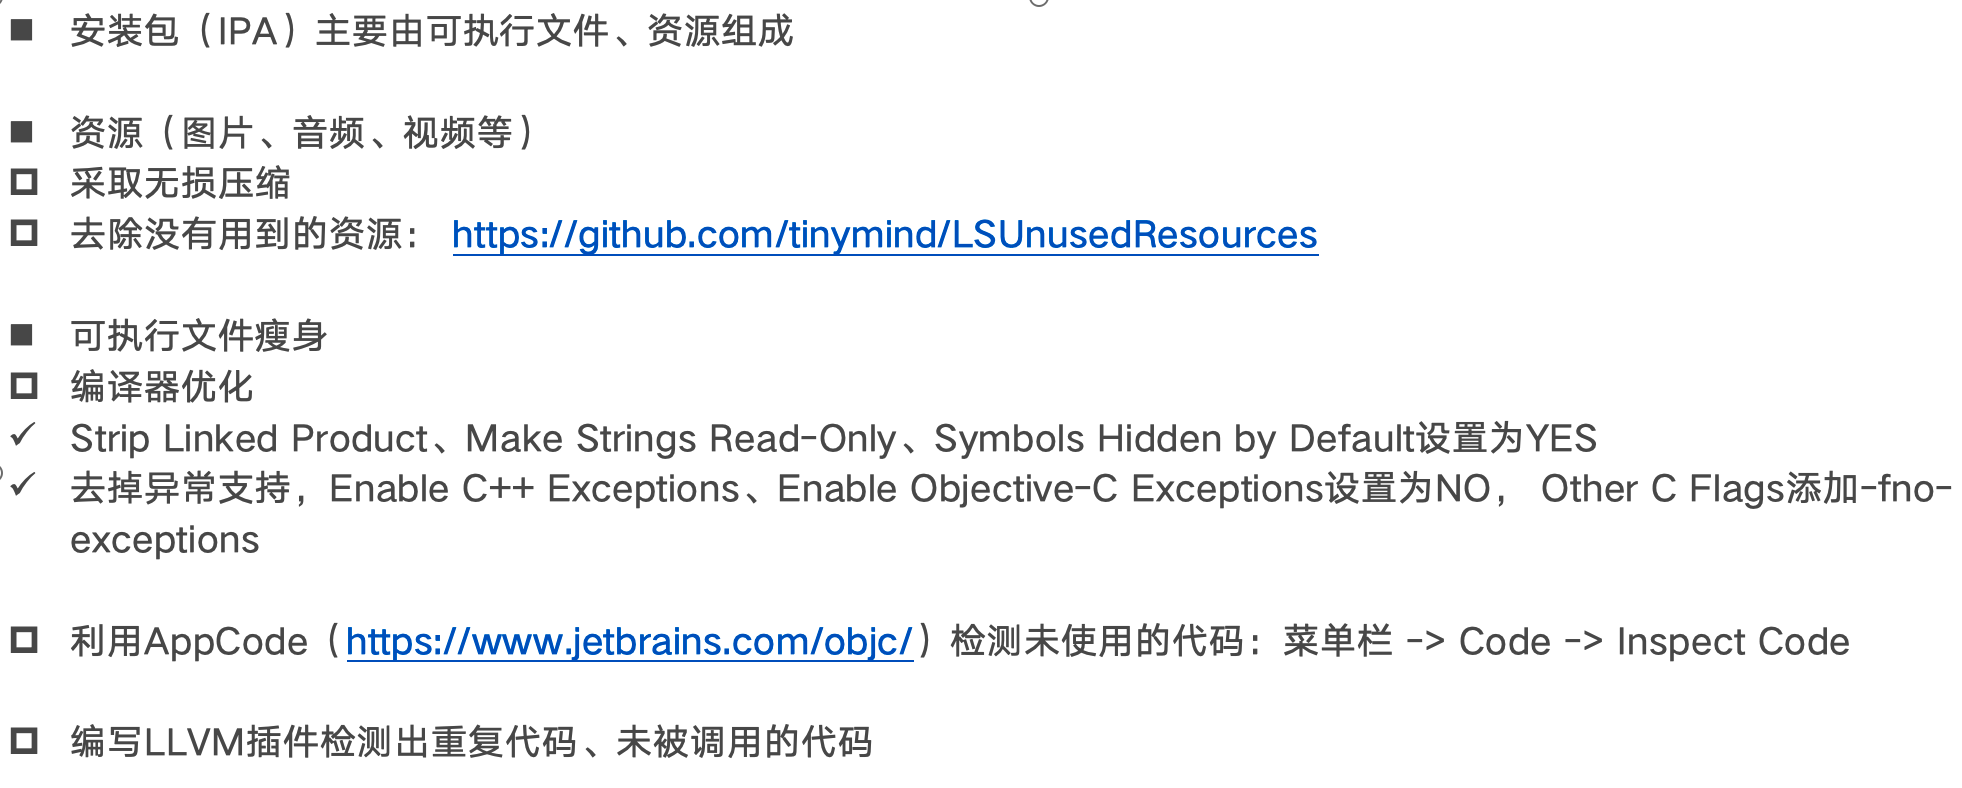 ■ 安装包（IPA）主要由可执行文件、资源组成
■ 资源（图片、音频、视频等）
□ 采取无损压缩
□ 去除没有用到的资源： https://github.com/tinymind/LSUnusedResources
■ 可执行文件瘦身
□ 编译器优化
✓ Strip Linked Product、Make Strings Read-Only、Symbols Hidden by Default设置为YES
✓ 去掉异常支持，Enable C++ Exceptions、Enable Objective-C Exceptions设置为NO， Other C Flags添加-fno-
exceptions
□ 利用AppCode（https://www.jetbrains.com/objc/）检测未使用的代码：菜单栏 -> Code -> Inspect Code
□ 编写LLVM插件检测出重复代码、未被调用的代码